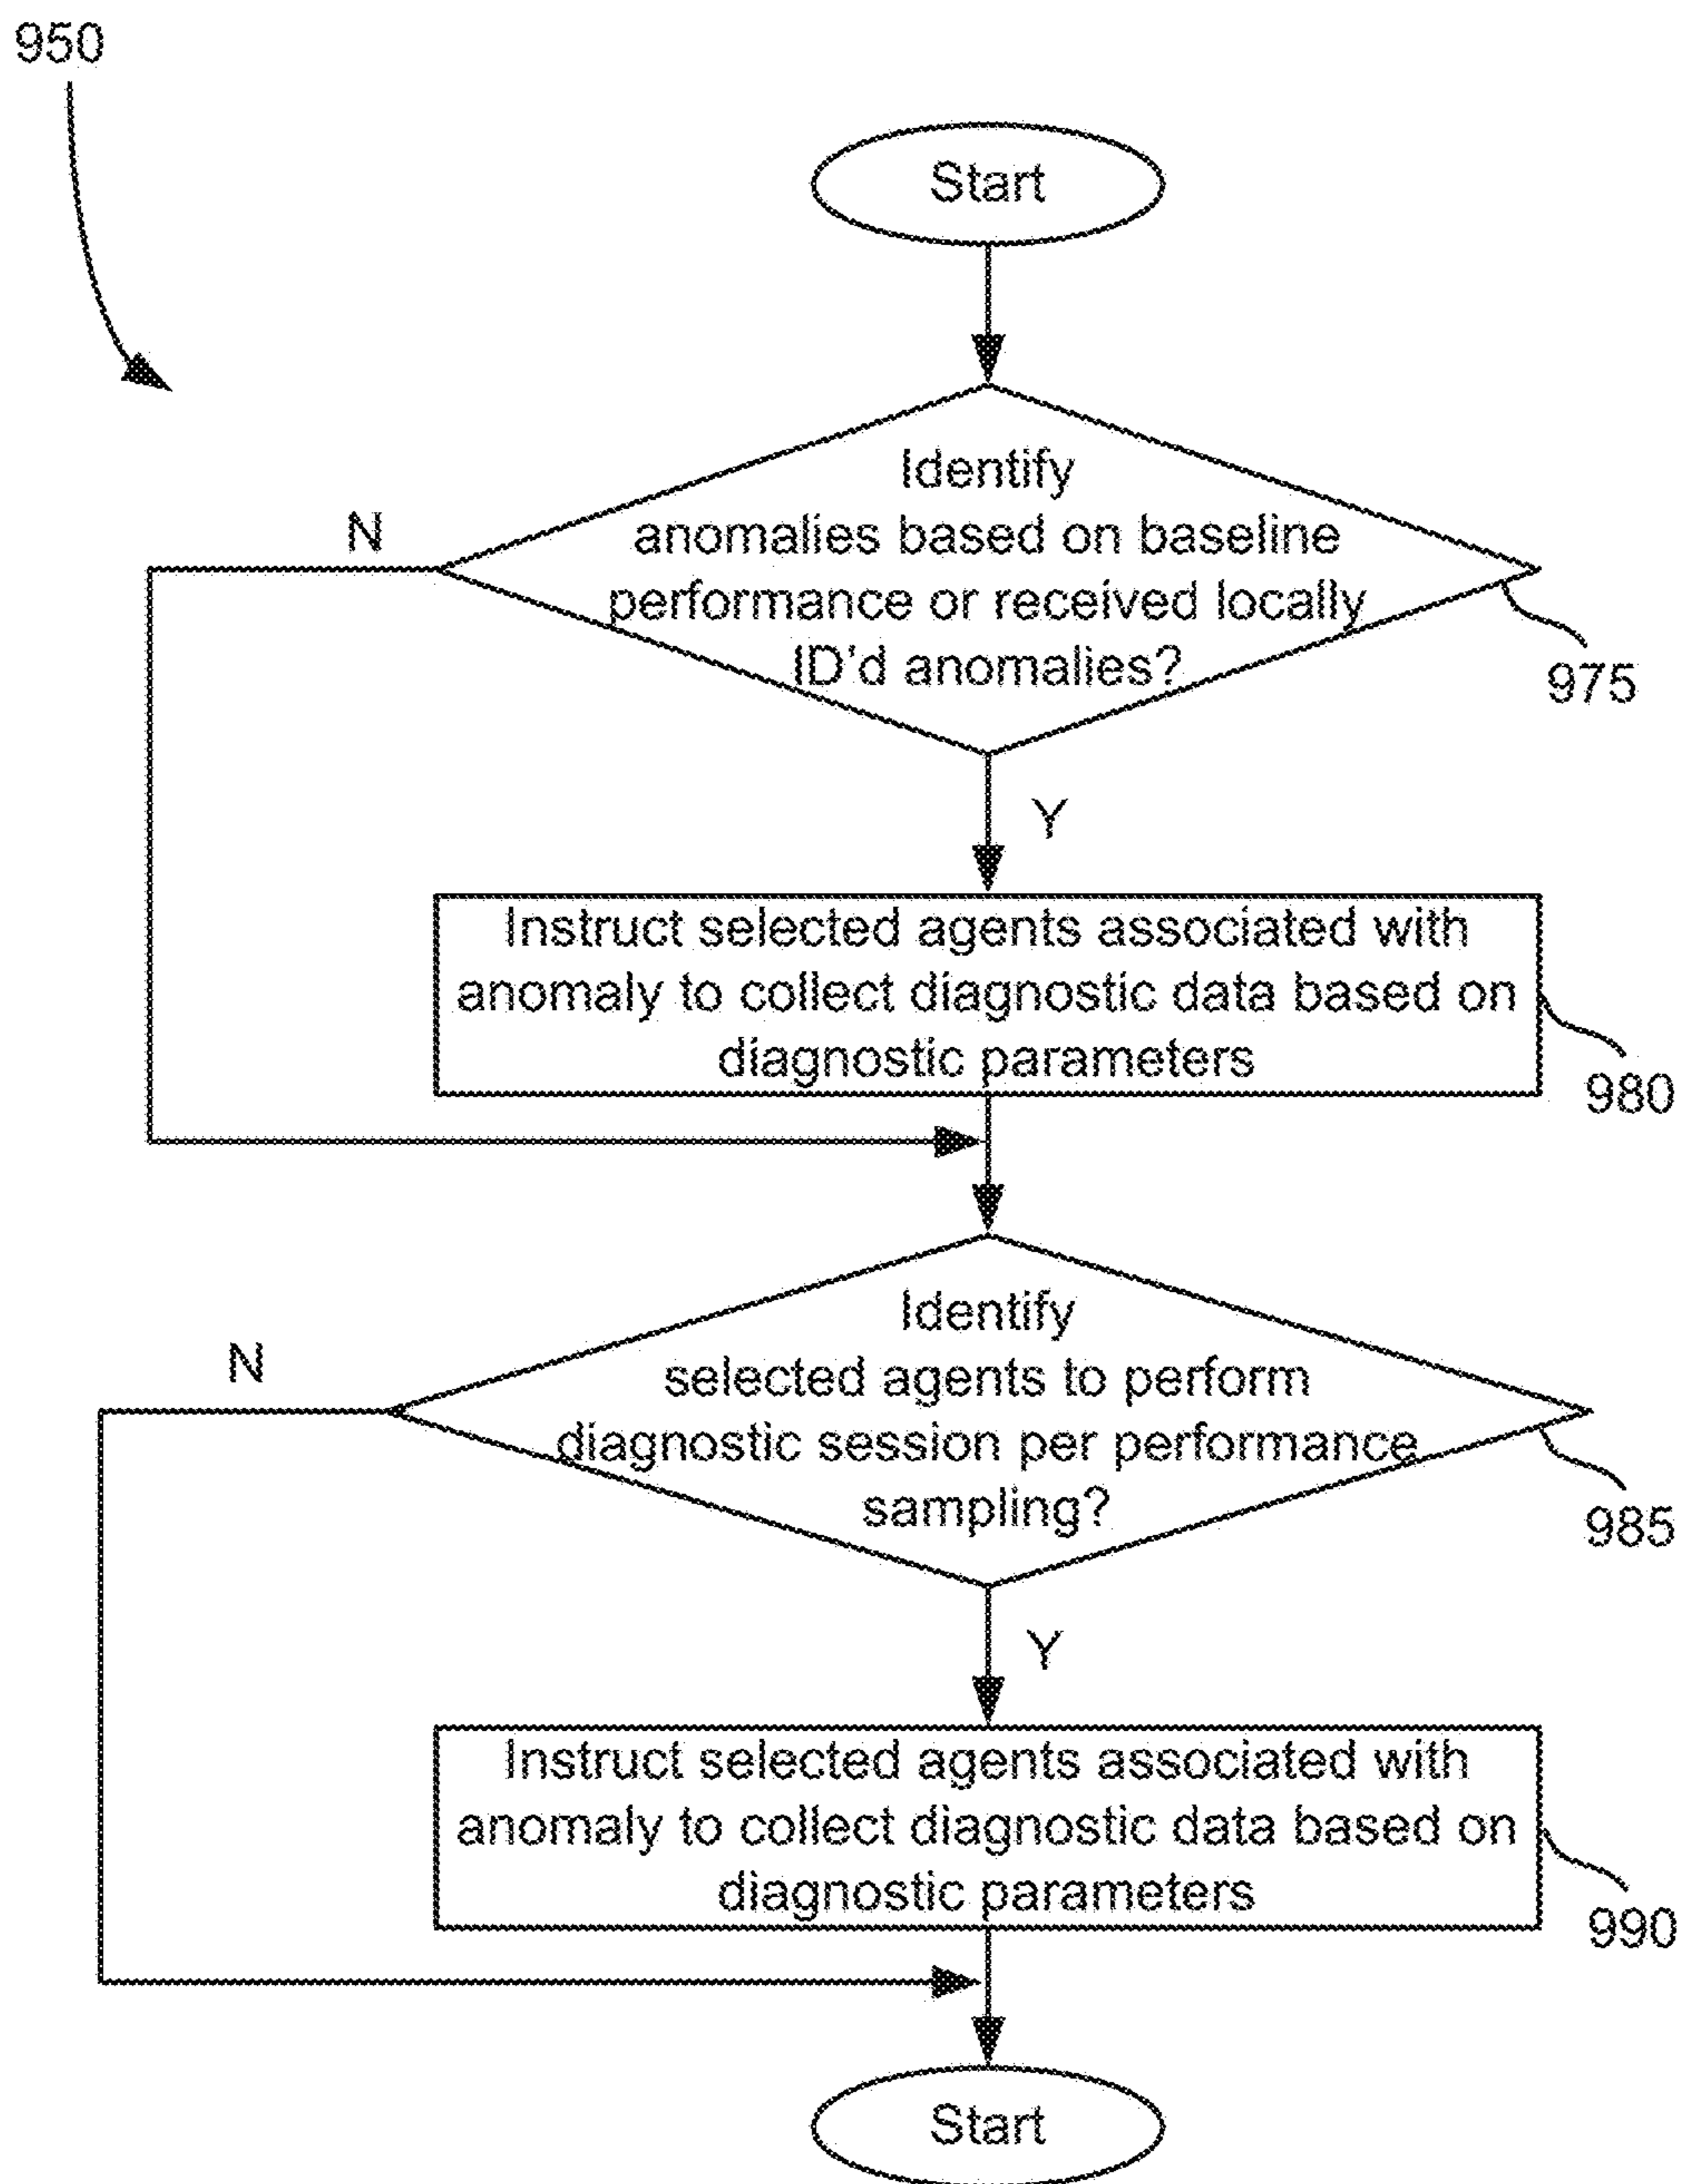 950
Start
Identify
anomalies based on baseline
performance or received locally
ID'd anomalies?
N
975
Y
Instruct selected agents associated with
anomaly to collect diagnostic data based on
diagnostic parameters
980
Identify
selected agents to perform
diagnostic session per performance
sampling?
N
985
Y
Instruct selected agents associated with
anomaly to collect diagnostic data based on
diagnostic parameters
990
Start